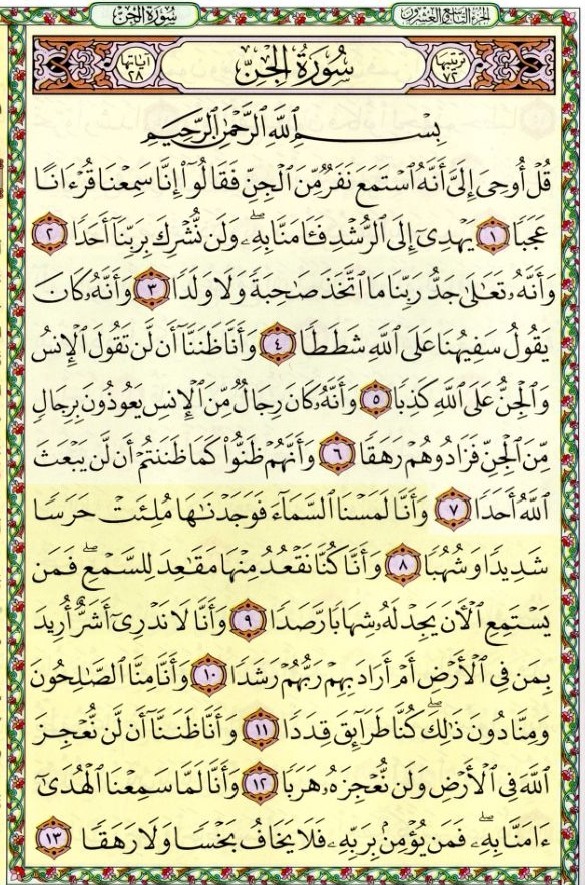 الجزء التاسع والعشرون سورة الجن
ترتيبها ٧٢ سورة الجن آياتها ٢٨
بِسْمِ ٱللَّهِ ٱلرَّحْمَٰنِ ٱلرَّحِيمِ
قُلْ أُوحِيَ إِلَيَّ أَنَّهُ ٱسْتَمَعَ نَفَرٌ مِّنَ ٱلْجِنِّ فَقَالُوٓا۟ إِنَّا سَمِعْنَا قُرْءَانًا
عَجَبًا ١ يَهْدِىٓ إِلَى ٱلرُّشْدِ فَـَٔامَنَّا بِهِۦ ۖ وَلَن نُّشْرِكَ بِرَبِّنَآ أَحَدًا ٢
وَأَنَّهُۥ تَعَٰلَىٰ جَدُّ رَبِّنَا مَا ٱتَّخَذَ صَٰحِبَةً وَلَا وَلَدًا ٣ وَأَنَّهُۥ كَانَ
يَقُولُ سَفِيهُنَا عَلَى ٱللَّهِ شَطَطًا ٤ وَأَنَّا ظَنَنَّآ أَن لَّن تَقُولَ ٱلْإِنسُ
وَٱلْجِنُّ عَلَى ٱللَّهِ كَذِبًا ٥ وَأَنَّهُۥ كَانَ رِجَالٌ مِّنَ ٱلْإِنسِ يَعُوذُونَ بِرِجَالٍ
مِّنَ ٱلْجِنِّ فَزَادُوهُمْ رَهَقًا ٦ وَأَنَّهُمْ ظَنُّوا۟ كَمَا ظَنَنتُمْ أَن لَّن يَبْعَثَ
ٱللَّهُ أَحَدًا ٧ وَأَنَّا لَمَسْنَا ٱلسَّمَآءَ فَوَجَدْنَٰهَا مُلِئَتْ حَرَسًا
شَدِيدًا وَشُهُبًا ٨ وَأَنَّا كُنَّا نَقْعُدُ مِنْهَا مَقَٰعِدَ لِلسَّمْعِ ۖ فَمَن
يَسْتَمِعِ ٱلْـَٔانَ يَجِدْ لَهُۥ شِهَابًا رَّصَدًا ٩ وَأَنَّا لَا نَدْرِىٓ أَشَرٌّ أُرِيدَ
بِمَن فِى ٱلْأَرْضِ أَمْ أَرَادَ بِهِمْ رَبُّهُمْ رَشَدًا ١٠ وَأَنَّا مِنَّا ٱلصَّٰلِحُونَ
وَمِنَّا دُونَ ذَٰلِكَ ۖ كُنَّا طَرَآئِقَ قِدَدًا ١١ وَأَنَّا ظَنَنَّآ أَن لَّن نُّعْجِزَ
ٱللَّهَ فِى ٱلْأَرْضِ وَلَن نُّعْجِزَهُۥ هَرَبًا ١٢ وَأَنَّا لَمَّا سَمِعْنَا ٱلْهُدَىٰٓ
ءَامَنَّا بِهِۦ ۖ فَمَن يُؤْمِنۢ بِرَبِّهِۦ فَلَا يَخَافُ بَخْسًا وَلَا رَهَقًا ١٣